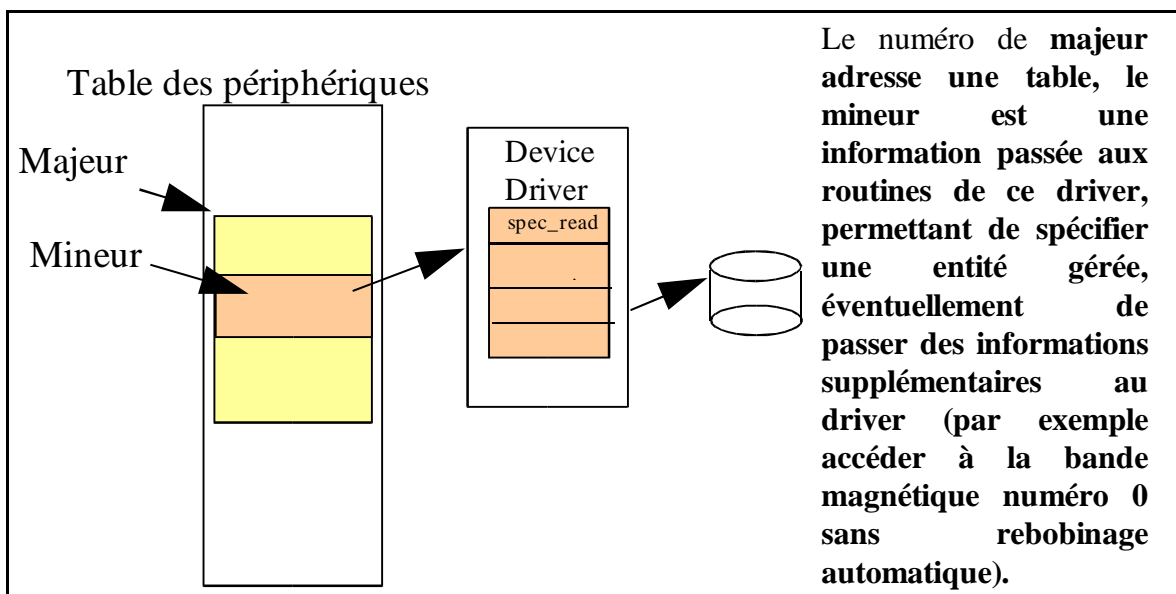 Table des périphériques
Majeur
Mineur
Device
Driver
spec_read
Le numéro de majeur
adresse une table, le
mineur est une
information passée aux
routines de ce driver,
permettant de spécifier
une entité gérée,
éventuellement de
passer des informations
supplémentaires au
driver (par exemple
accéder à la bande
magnétique numéro 0
sans rebobinage
automatique).